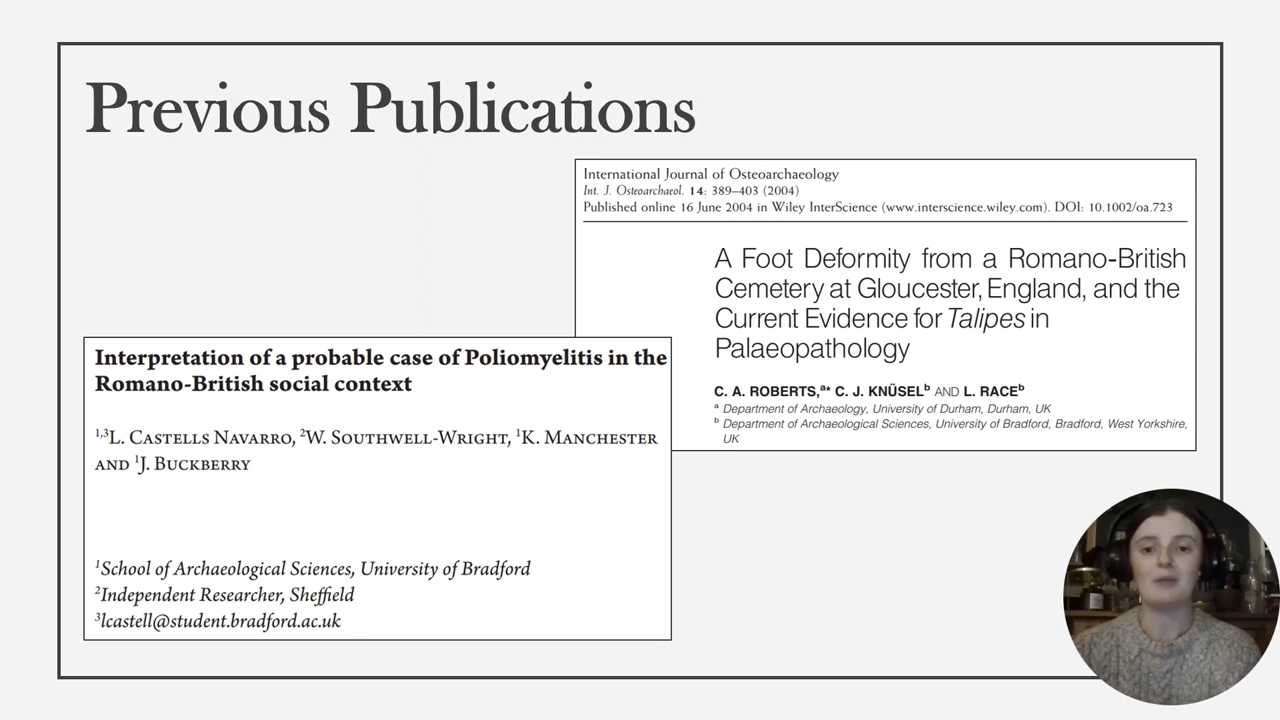 Previous Publications
International Journal of Osteoarchaeology
Int. J. Osteoarchaeol. 14: 389–403 (2004)
Published online 16 June 2004 in Wiley InterScience (www.interscience.wiley.com). DOI: 10.1002/oa.723
A Foot Deformity from a Romano-British
Cemetery at Gloucester, England, and the
Current Evidence for Talipes in
Palaeopathology
C. A. ROBERTS,a* C. J. KNÜSELb AND L. RACEb
a Department of Archaeology, University of Durham, Durham, UK
b Department of Archaeological Sciences, University of Bradford, Bradford, West Yorkshire,
UK
Interpretation of a probable case of Poliomyelitis in the
Romano-British social context
1,3L. Castells Navarro, 2W. Southwell-Wright, 1K. Manchester
and 1J. Buckberry
1School of Archaeological Sciences, University of Bradford
2Independent Researcher, Sheffield
3lcastell@student.bradford.ac.uk